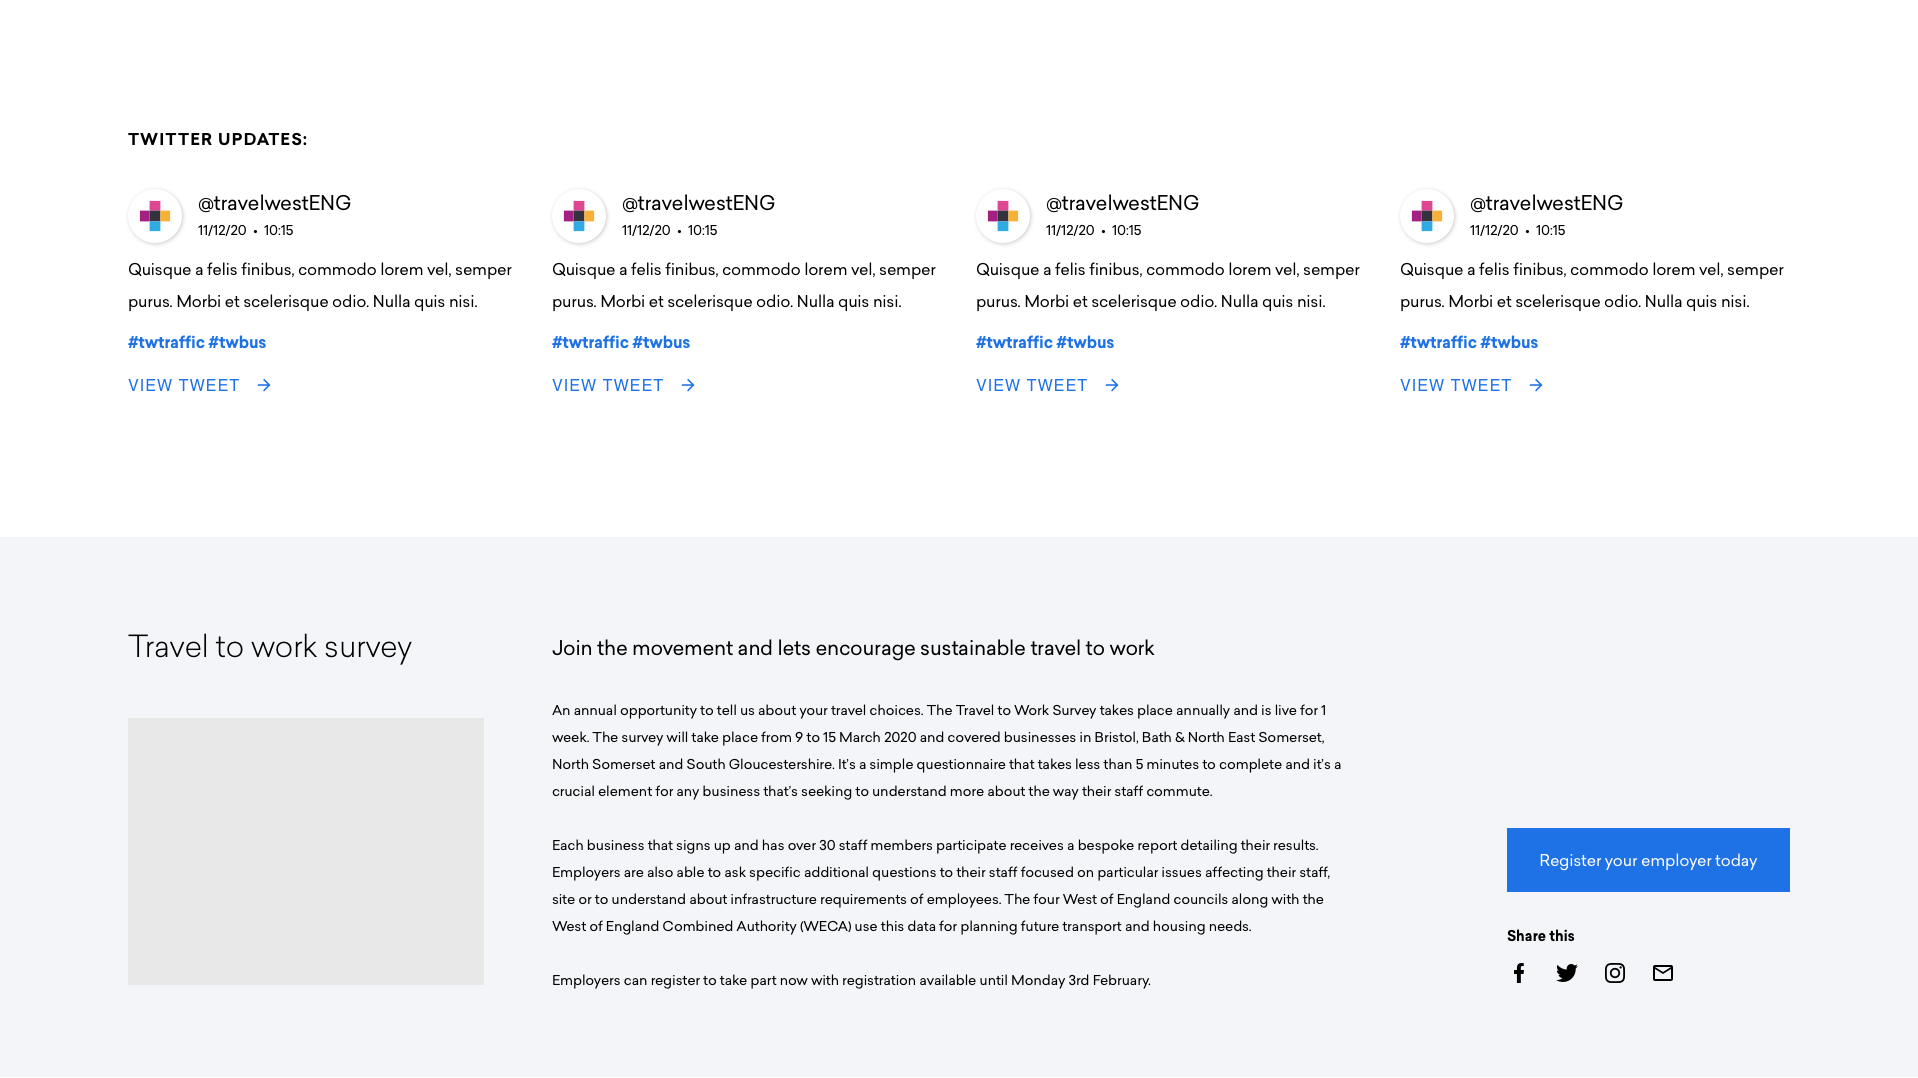 TWITTER UPDATES:
@travelwestENG
11/12/20 • 10:15
Quisque a felis finibus, commodo lorem vel, semper
purus. Morbi et scelerisque odio. Nulla quis nisi.
#twtraffic #twbus
VIEW TWEET
@travelwestENG
11/12/20 • 10:15
Quisque a felis finibus, commodo lorem vel, semper
purus. Morbi et scelerisque odio. Nulla quis nisi.
#twtraffic #twbus
VIEW TWEET
@travelwestENG
11/12/20 • 10:15
Quisque a felis finibus, commodo lorem vel, semper
purus. Morbi et scelerisque odio. Nulla quis nisi.
#twtraffic #twbus
VIEW TWEET
@travelwestENG
11/12/20 • 10:15
Quisque a felis finibus, commodo lorem vel, semper
purus. Morbi et scelerisque odio. Nulla quis nisi.
#twtraffic #twbus
VIEW TWEET
Travel to work survey
Join the movement and lets encourage sustainable travel to work
An annual opportunity to tell us about your travel choices. The Travel to Work Survey takes place annually and is live for 1
week. The survey will take place from 9 to 15 March 2020 and covered businesses in Bristol, Bath & North East Somerset,
North Somerset and South Gloucestershire. It's a simple questionnaire that takes less than 5 minutes to complete and it's a
crucial element for any business that's seeking to understand more about the way their staff commute.
Each business that signs up and has over 30 staff members participate receives a bespoke report detailing their results.
Employers are also able to ask specific additional questions to their staff focused on particular issues affecting their staff,
site or to understand about infrastructure requirements of employees. The four West of England councils along with the
West of England Combined Authority (WECA) use this data for planning future transport and housing needs.
Employers can register to take part now with registration available until Monday 3rd February.
Register your employer today
Share this